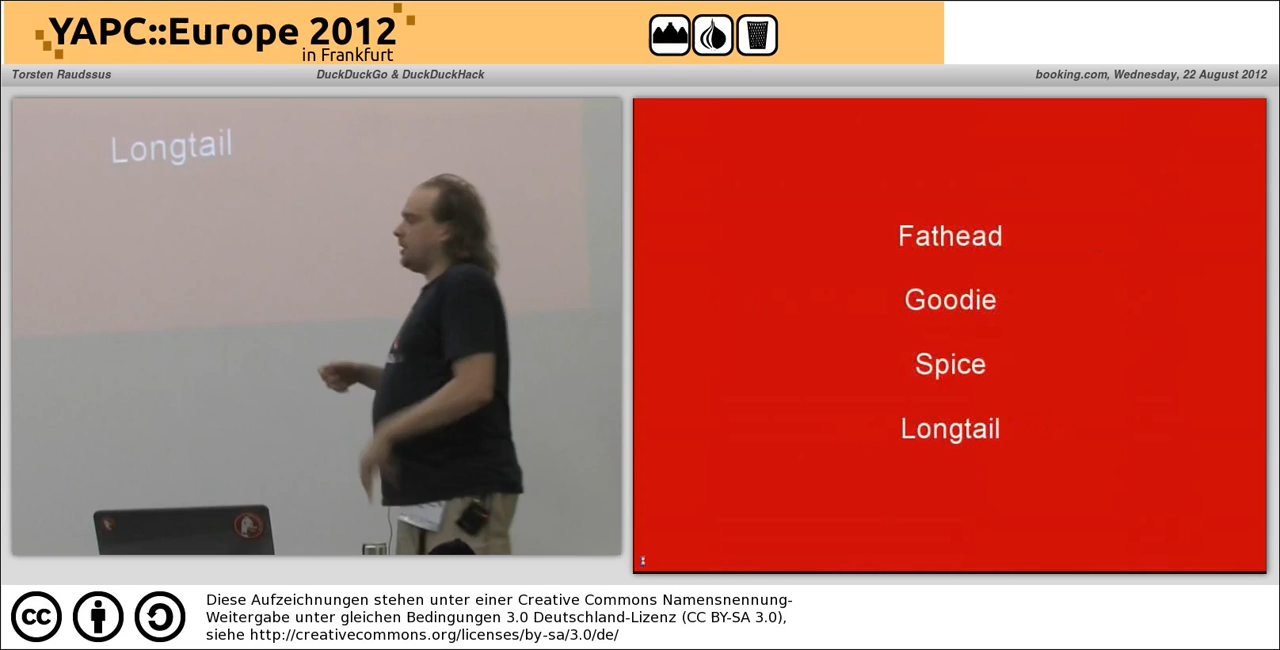 YAPC::Europe 2012
in Frankfurt
Torsten Raudssus
DuckDuckGo & DuckDuckHack
booking.com, Wednesday, 22 August 2012
Longtail
Fathead
Goodie
Spice
Longtail
cc
Diese Aufzeichnungen stehen unter einer Creative Commons Namensnennung-
Weitergabe unter gleichen Bedingungen 3.0 Deutschland-Lizenz (CC BY-SA 3.0),
siehe http://creativecommons.org/licenses/by-sa/3.0/de/